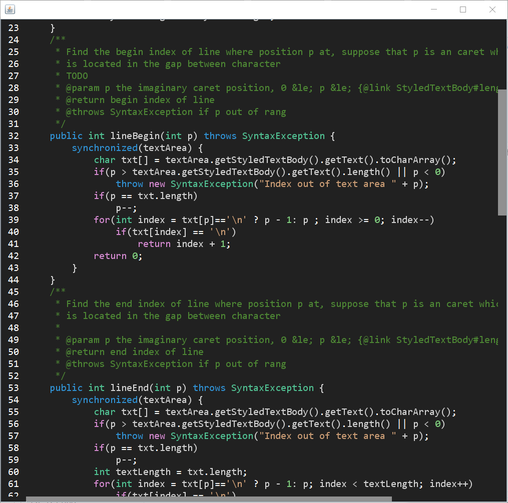 23     }
24     /**
25      * Find the begin index of line where position p at, suppose that p is an caret
26      * is located in the gap between character
27      * TODO
28      * @param p the imaginary caret position, 0 &le; p &le; {@link StyledTextBody#
29      * @return begin index of line
30      * @throws SyntaxException if p out of rang
31      */
32     public int lineBegin(int p) throws SyntaxException {
33         synchronized(textArea) {
34             char txt[] = textArea.getStyledTextBody().getText().toCharArray();
35             if(p > textArea.getStyledTextBody().getText().length() || p < 0)
36                 throw new SyntaxException("Index out of text area " + p);
37             if(p == txt.length)
38                 p--;
39             for(int index = txt[p]=='\n' ? p - 1: p ; index >= 0; index--)
40                 if(txt[index] == '\n')
41                     return index + 1;
42             return 0;
43         }
44     }
45     /**
46      * Find the end index of line where position p at, suppose that p is an caret
47      * is located in the gap between character
48      *
49      * @param p the imaginary caret position, 0 &le; p &le; {@link StyledTextBody#
50      * @return end index of line
51      * @throws SyntaxException if p out of rang
52      */
53     public int lineEnd(int p) throws SyntaxException {
54         synchronized(textArea) {
55             char txt[] = textArea.getStyledTextBody().getText().toCharArray();
56             if(p > textArea.getStyledTextBody().getText().length() || p < 0)
57                 throw new SyntaxException("Index out of text area " + p);
58             if(p == txt.length)
59                 p--;
60             int textLength = txt.length;
61             for(int index = txt[p]=='\n' ? p - 1: p; index < textLength; index++)
62                 if(txt[index] == '\n')